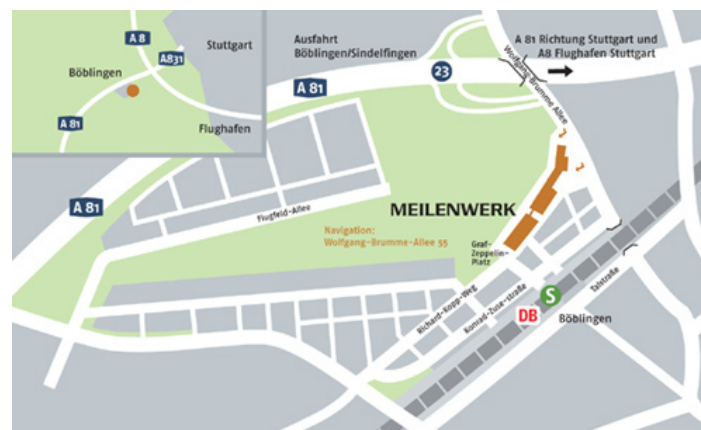 A 8
Stuttgart
A831
Böblingen
A 81
Flughafen
Ausfahrt
Böblingen/Sindelfingen
23
A 81 Richtung Stuttgart und
A8 Flughafen Stuttgart
Wolfgang-Brumme Allee
A 81
A 81
Flugfeld-Allee
MEILENWERK
Navigation:
Wolfgang-Brumme-Allee 55
Graf-
Zeppelin-
Platz
Richard-Kopp-Weg
Konrad-Zuse-straße
Talstraße
S
DB
Böblingen